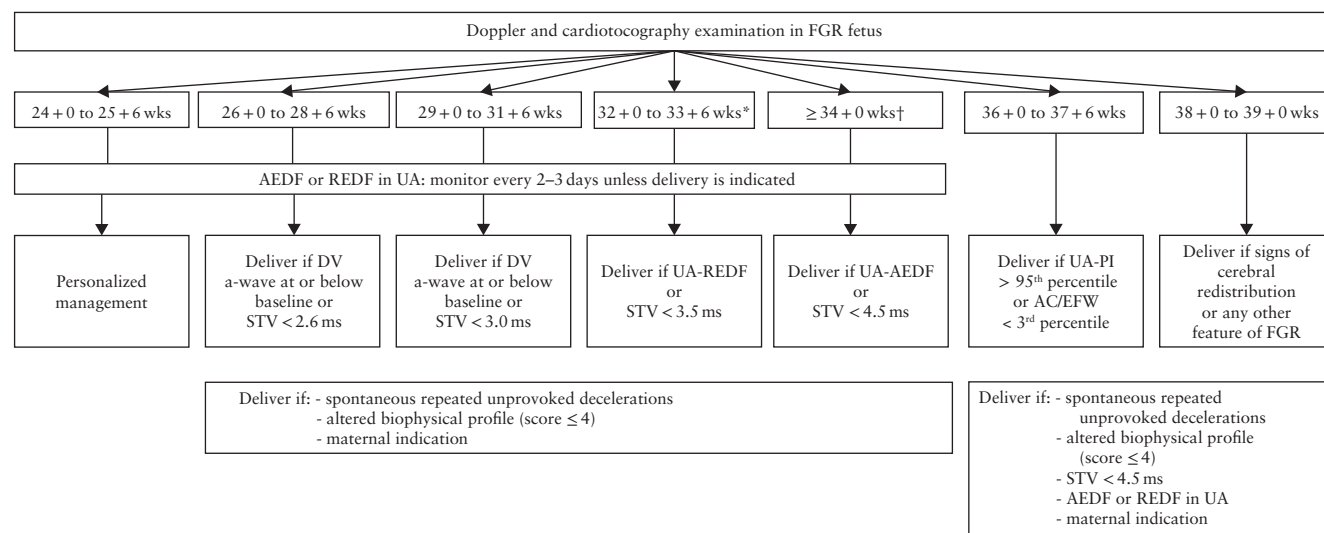 Doppler and cardiotocography examination in FGR fetus
24 + 0 to 25 + 6 wks
26 + 0 to 28 + 6 wks
29 + 0 to 31 + 6 wks
32 + 0 to 33 + 6 wks*
≥ 34 + 0 wks†
36 + 0 to 37 + 6 wks
38 + 0 to 39 + 0 wks
AEDF or REDF in UA: monitor every 2–3 days unless delivery is indicated
Personalized
management
Deliver if DV
a-wave at or below
baseline or
STV < 2.6 ms
Deliver if DV
a-wave at or below
baseline or
STV < 3.0 ms
Deliver if UA-REDF
or
STV < 3.5 ms
Deliver if UA-AEDF
or
STV < 4.5 ms
Deliver if UA-PI
> 95th percentile
or AC/EFW
< 3rd percentile
Deliver if signs of
cerebral
redistribution
or any other
feature of FGR
Deliver if: - spontaneous repeated unprovoked decelerations
- altered biophysical profile (score ≤ 4)
- maternal indication
Deliver if: - spontaneous repeated
unprovoked decelerations
- altered biophysical profile
(score ≤ 4)
- STV < 4.5 ms
- AEDF or REDF in UA
- maternal indication